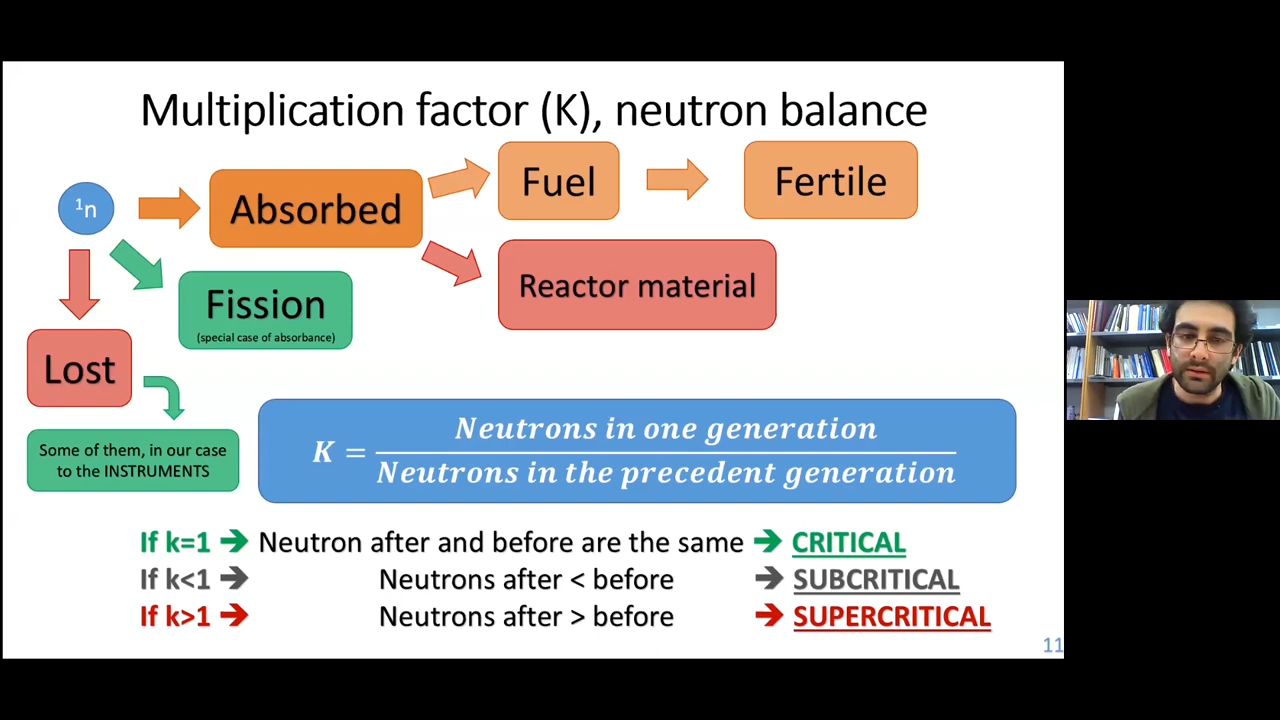 Multiplication factor (K), neutron balance
¹n
Absorbed
Fuel
Fertile
Reactor material
Fission
(special case of absorbance)
Lost
Some of them, in our case
to the INSTRUMENTS
K = Neutrons in one generation
Neutrons in the precedent generation
If k=1 ➔ Neutron after and before are the same ➔ CRITICAL
If k<1 ➔ Neutrons after < before ➔ SUBCRITICAL
If k>1 ➔ Neutrons after > before ➔ SUPERCRITICAL
11